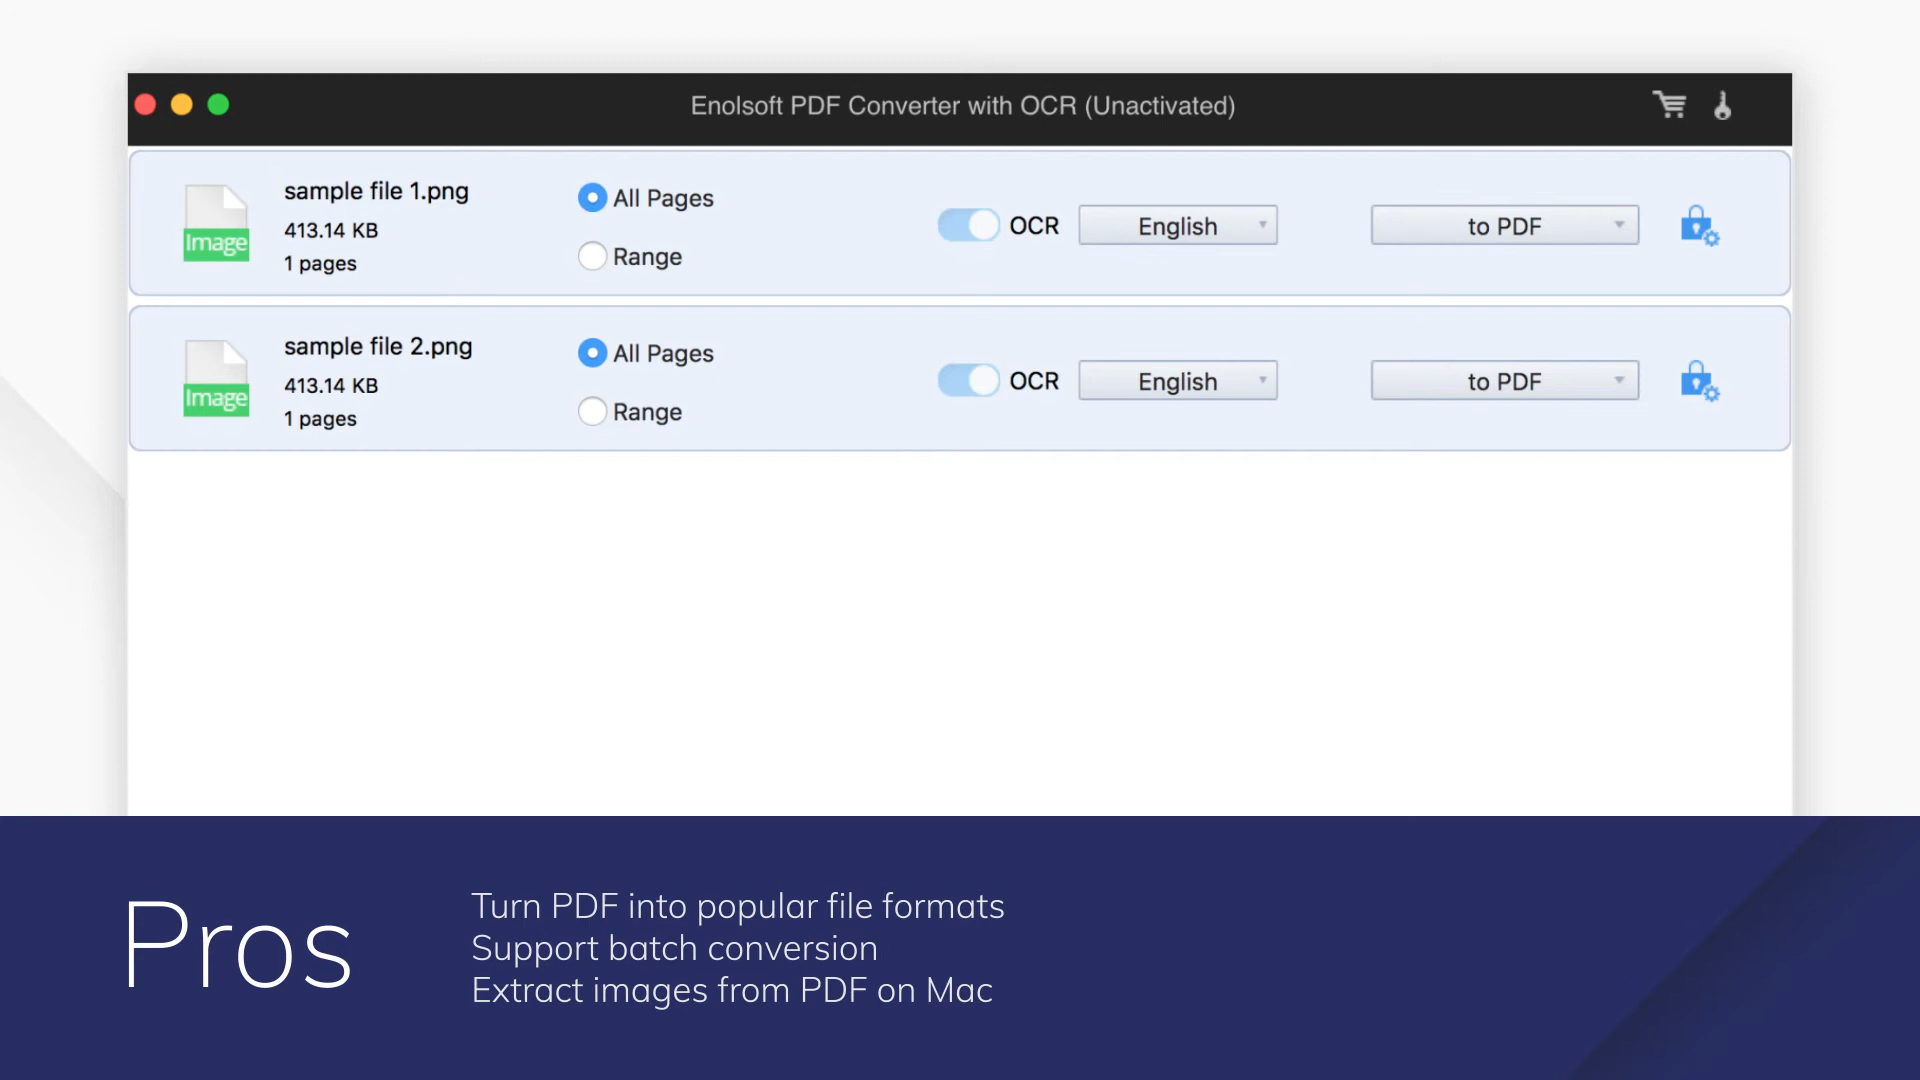 Enolsoft PDF Converter with OCR (Unactivated)
Image
sample file 1.png
413.14 KB
1 pages
All Pages
Range
OCR
English
to PDF
Image
sample file 2.png
413.14 KB
1 pages
All Pages
Range
OCR
English
to PDF
Pros
Turn PDF into popular file formats
Support batch conversion
Extract images from PDF on Mac